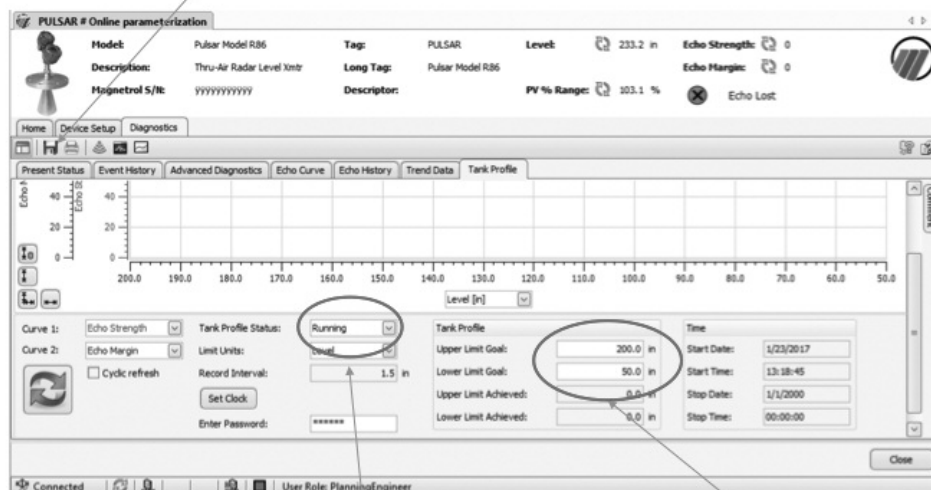 PULSAR # Online parameterization
Model: Pulsar Model R86 Tag: PULSAR Level: 233.2 in Echo Strength: 0
Description: Thru-Air Radar Level Xmtr Long Tag: Pulsar Model R86 Echo Margin: 0
Magnetrol S/N: ÿÿÿÿÿÿÿÿÿÿÿ Descriptor: PV % Range: 103.1 % Echo Lost
Home Device Setup Diagnostics
Present Status Event History Advanced Diagnostics Echo Curve Echo History Trend Data Tank Profile
40 40
20 20
0 0
200.0 190.0 180.0 170.0 160.0 150.0 140.0 130.0 120.0 110.0 100.0 90.0 80.0 70.0 60.0 50.0
Level [in]
Curve 1: Echo Strength Tank Profile Status: Running Tank Profile Time
Curve 2: Echo Margin Limit Units: Level Upper Limit Goal: 200.0 in Start Date: 1/23/2017
Cyclic refresh Record Interval: 1.5 in Lower Limit Goal: 50.0 in Start Time: 13:18:45
Set Clock Upper Limit Achieved: 0.0 in Stop Date: 1/1/2000
Enter Password: ****** Lower Limit Achieved: 0.0 in Stop Time: 00:00:00
Close
Connected User Role: PlanningEngineer